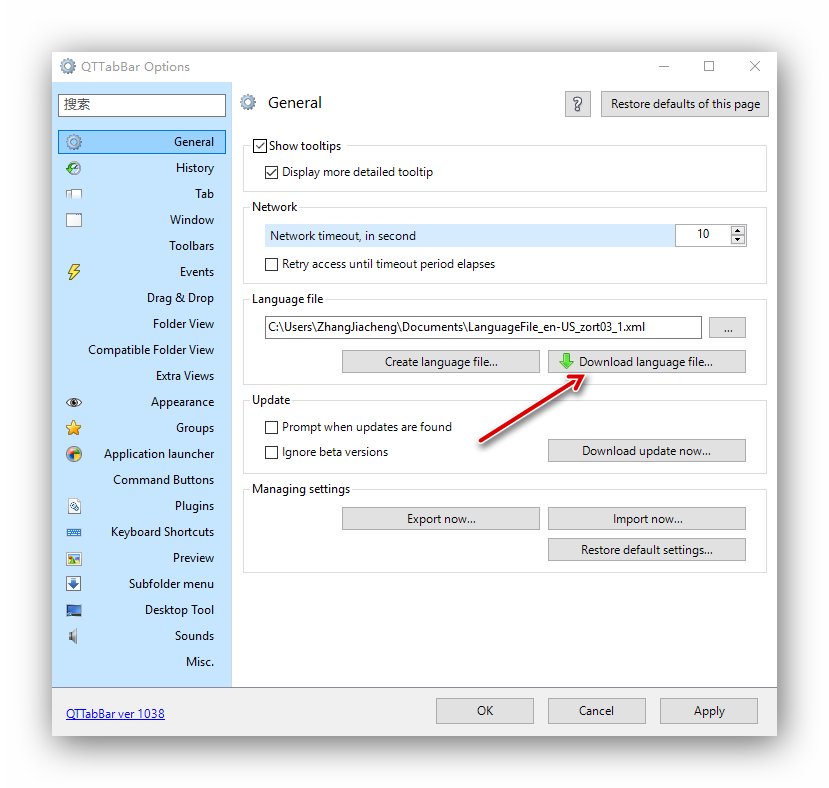 QTTabBar Options
搜索
General
History
Tab
Window
Toolbars
Events
Drag & Drop
Folder View
Compatible Folder View
Extra Views
Appearance
Groups
Application launcher
Command Buttons
Plugins
Keyboard Shortcuts
Preview
Subfolder menu
Desktop Tool
Sounds
Misc.
General
?
Restore defaults of this page
Show tooltips
Display more detailed tooltip
Network
Network timeout, in second
10
Retry access until timeout period elapses
Language file
C:\Users\ZhangJiacheng\Documents\LanguageFile_en-US_zort03_1.xml
...
Create language file...
Download language file...
Update
Prompt when updates are found
Ignore beta versions
Download update now...
Managing settings
Export now...
Import now...
Restore default settings...
QTTabBar ver 1038
OK
Cancel
Apply